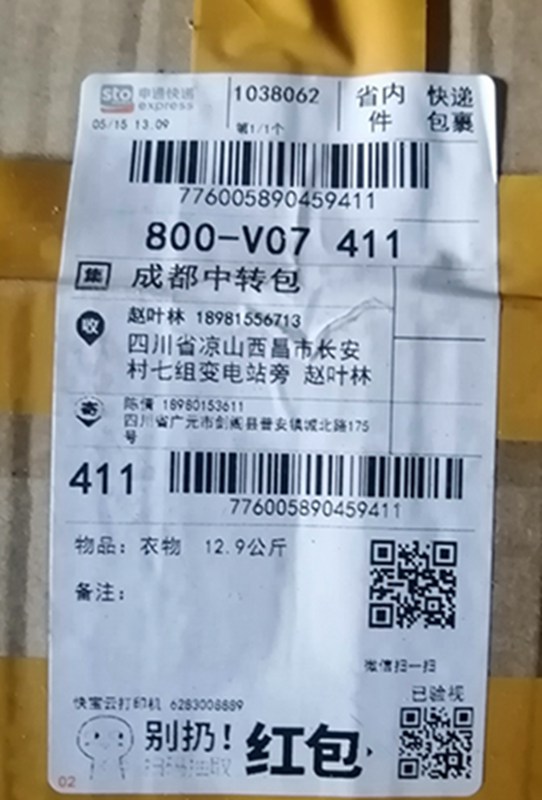 sto 申通快递
express
1038062
省内件
快递包裹
05/15 13.09
第1/1个
776005890459411
800-V07 411
集 成都中转包
收 赵叶林 18981556713
四川省凉山西昌市长安
村七组变电站旁 赵叶林
寄 陈倩 18980153611
四川省广元市剑阁县普安镇城北路175
号
411
776005890459411
物品：衣物 12.9公斤
备注：
微信扫一扫
已验视
快宝云打印机 6283008889
别扔！红包
02